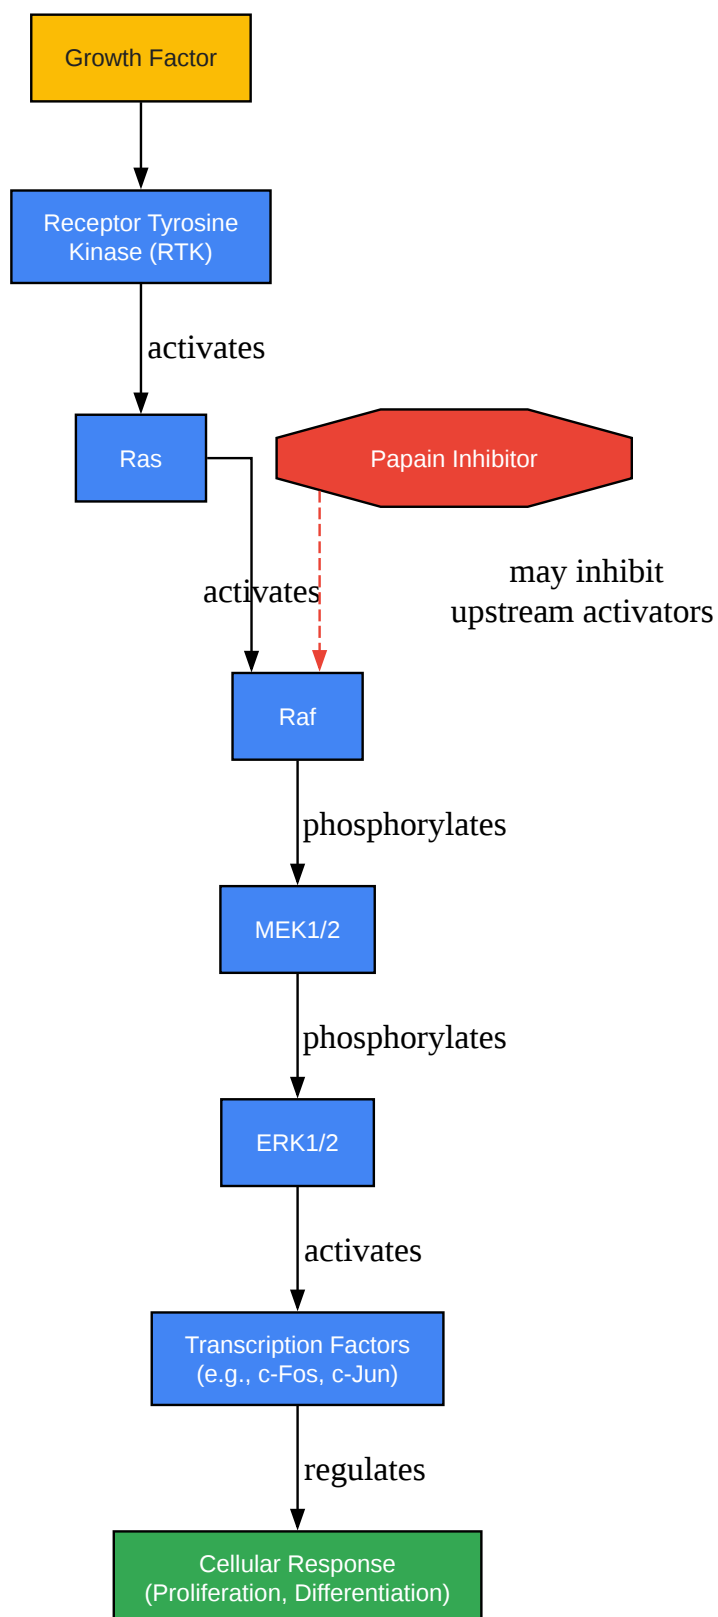 Growth Factor
Receptor Tyrosine
Kinase (RTK)
activates
Ras
Papain Inhibitor
activates
may inhibit
upstream activators
Raf
phosphorylates
MEK1/2
phosphorylates
ERK1/2
activates
Transcription Factors
(e.g., c-Fos, c-Jun)
regulates
Cellular Response
(Proliferation, Differentiation)